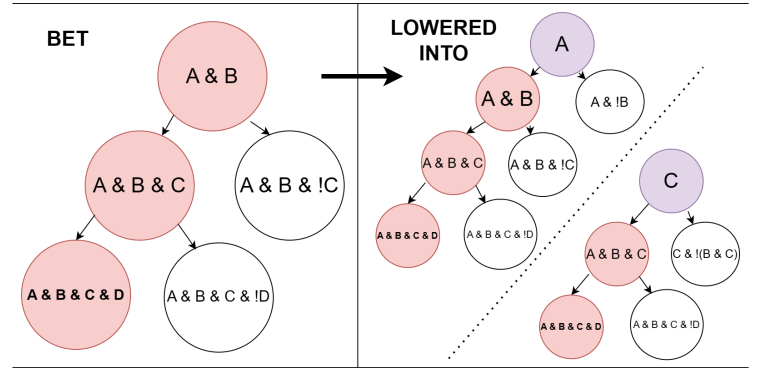 BET
A & B
A & B & C
A & B & !C
A & B & C & D
A & B & C & !D
LOWERED
INTO
A
A & B
A & !B
A & B & C
A & B & !C
A & B & C & D
A & B & C & !D
C
A & B & C
C & !(B & C)
A & B & C & D
A & B & C & !D